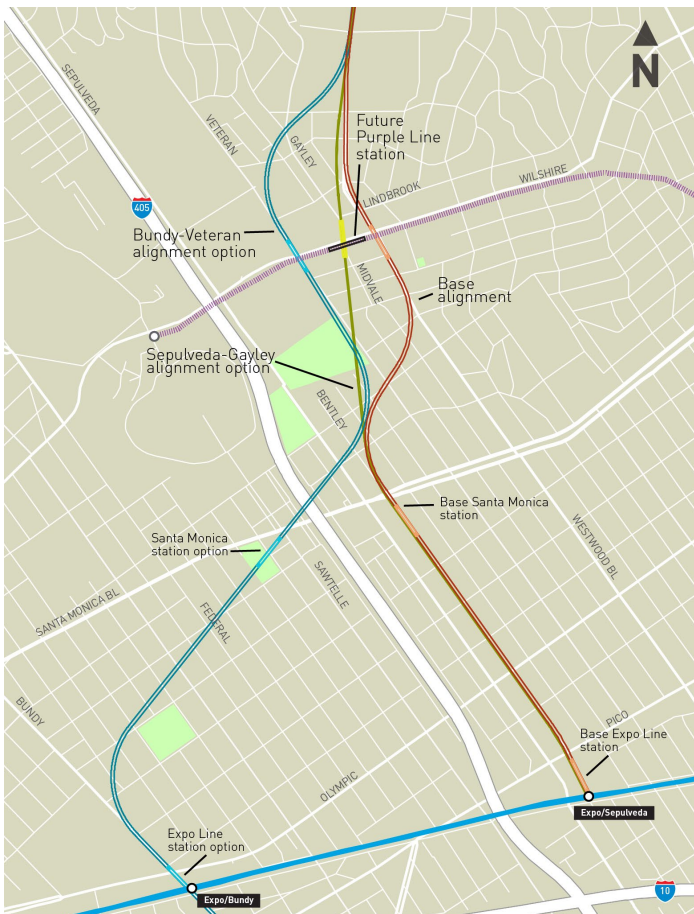 SEPULVEDA
VETERAN
GAYLEY
Future
Purple Line
station
N
LINDBROOK
WILSHIRE
405
Bundy-Veteran
alignment option
MIDVALE
Base
alignment
Sepulveda-Gayley
alignment option
BENTLEY
Base Santa Monica
station
Santa Monica
station option
WESTWOOD BL
SAWTELLE
SANTA MONICA BL
FEDERAL
BUNDY
PICO
Base Expo Line
station
OLYMPIC
Expo/Sepulveda
Expo Line
station option
Expo/Bundy
10